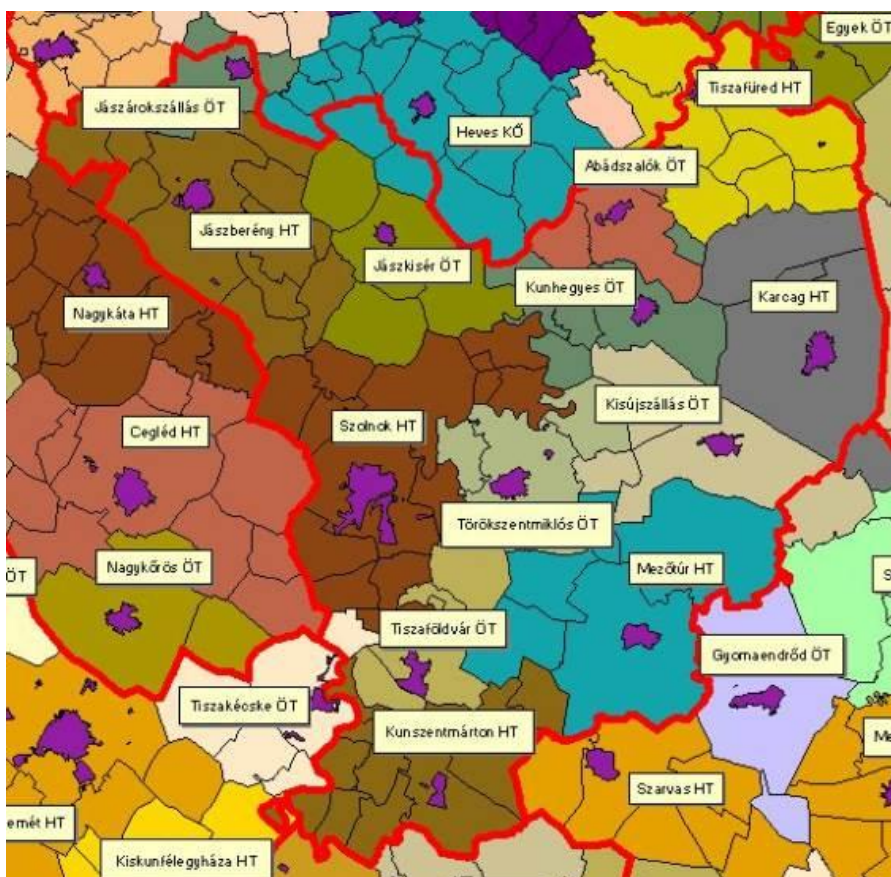 Egyek ÖT
Tiszafüred HT
Jászárokszállás ÖT
Heves KŐ
Abádszalók ÖT
Jászberény HT
Jászkisér ÖT
Kunhegyes ÖT
Karcag HT
Nagykáta HT
Kisújszállás ÖT
Cegléd HT
Szolnok HT
Törökszentmiklós ÖT
Nagykőrös ÖT
ÖT
Mezőtúr HT
S
Tiszaföldvár ÖT
Gyomaendrőd ÖT
Tiszakécske ÖT
Kunszentmárton HT
Me
Szarvas HT
emét HT
Kiskunfélegyháza HT